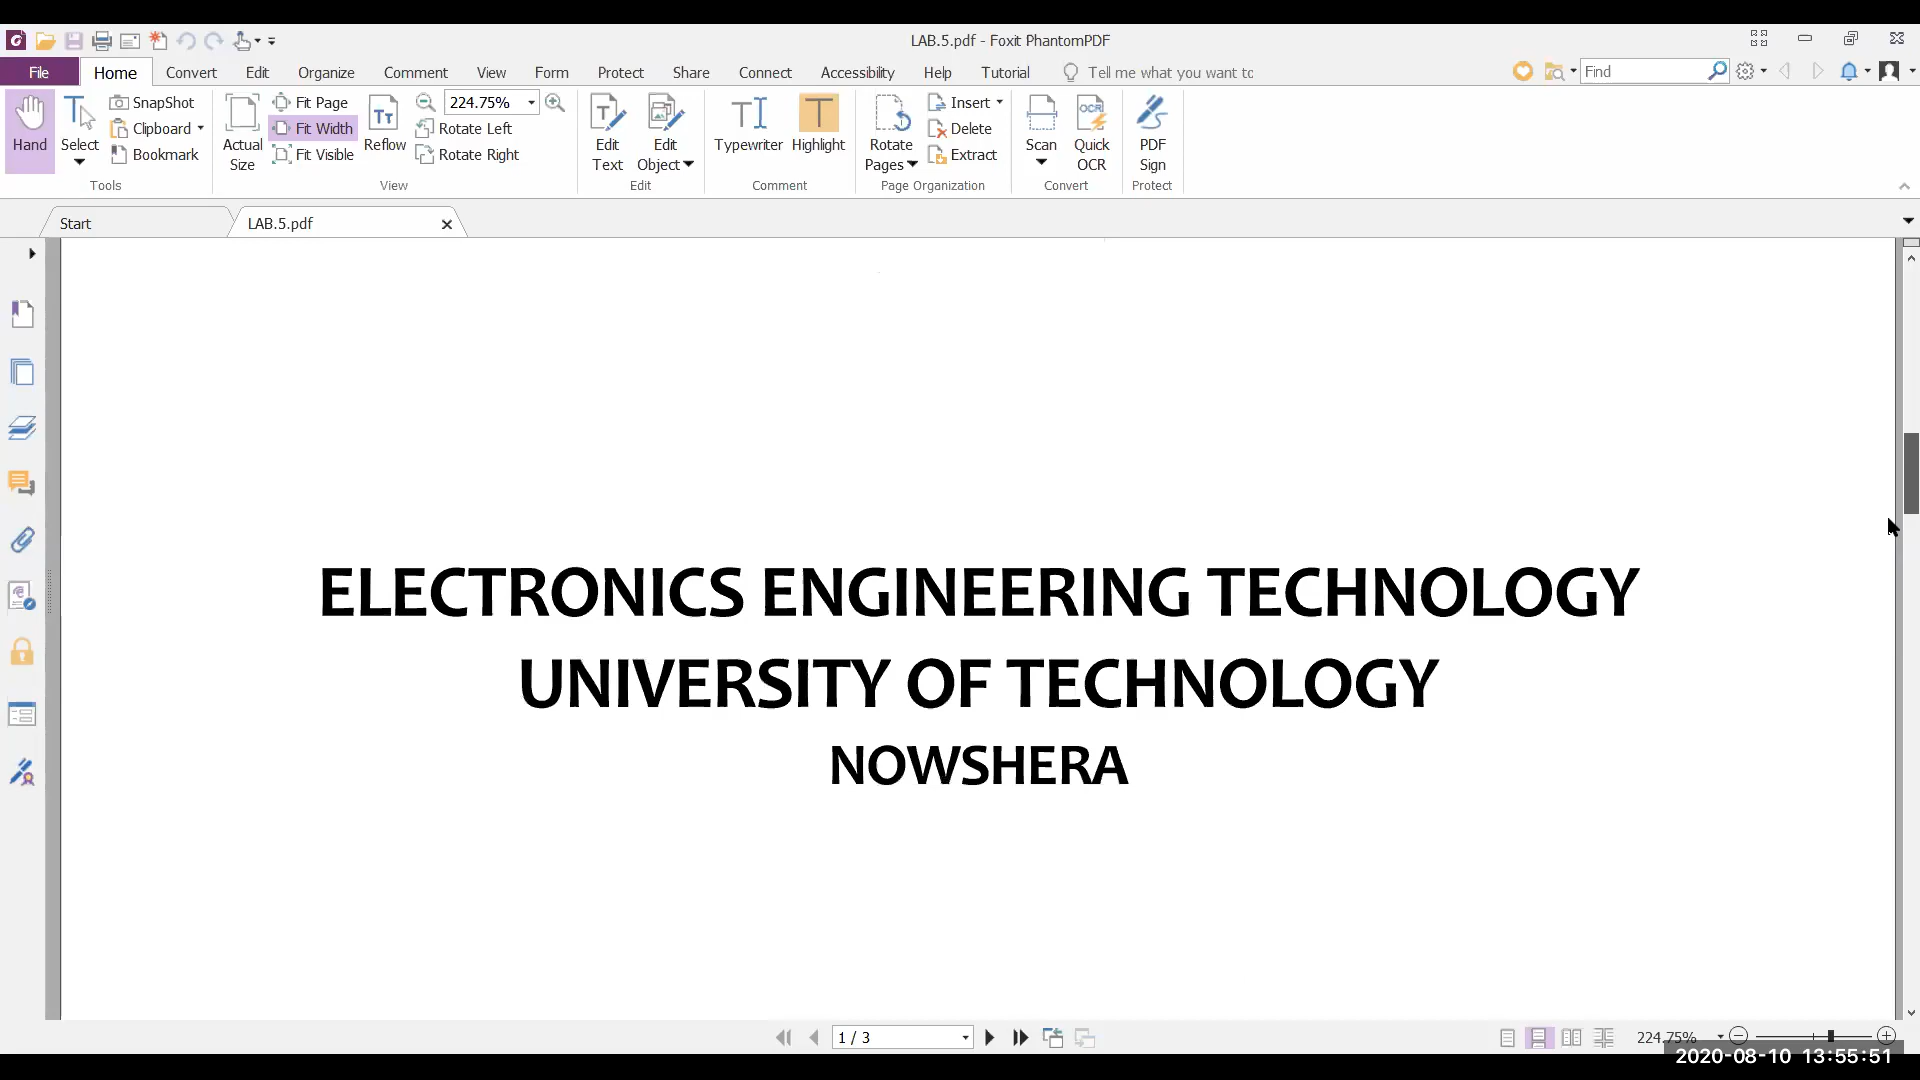 LAB.5.pdf - Foxit PhantomPDF
File Home Convert Edit Organize Comment View Form Protect Share Connect Accessibility Help Tutorial Tell me what you want to Find
Hand
Select
SnapShot
Clipboard
Bookmark
Tools
Actual
Size
Fit Page
Fit Width
Fit Visible
Reflow
224.75%
Rotate Left
Rotate Right
View
Edit
Text
Edit
Object
Edit
Typewriter
Highlight
Comment
Rotate
Pages
Insert
Delete
Extract
Page Organization
Scan
Quick
OCR
Convert
PDF
Sign
Protect
Start LAB.5.pdf
ELECTRONICS ENGINEERING TECHNOLOGY
UNIVERSITY OF TECHNOLOGY
NOWSHERA
1 / 3 224.75%
2020-08-10 13:55:51